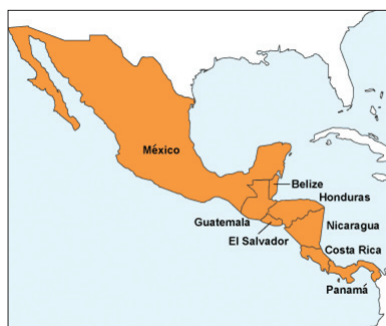 México
Belize
Honduras
Guatemala
Nicaragua
El Salvador
Costa Rica
Panamá